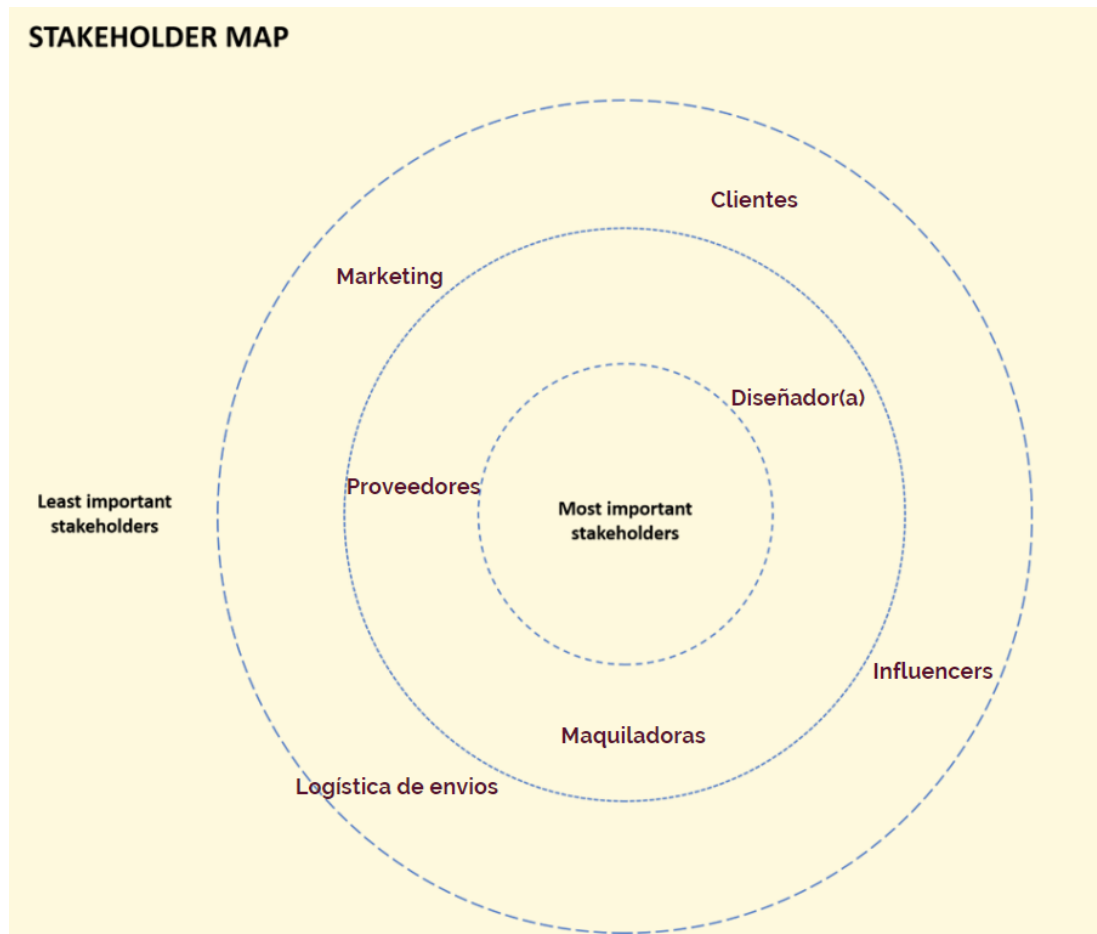 STAKEHOLDER MAP
Clientes
Marketing
Diseñador(a)
Proveedores
Least important
stakeholders
Most important
stakeholders
Influencers
Maquiladoras
Logística de envios